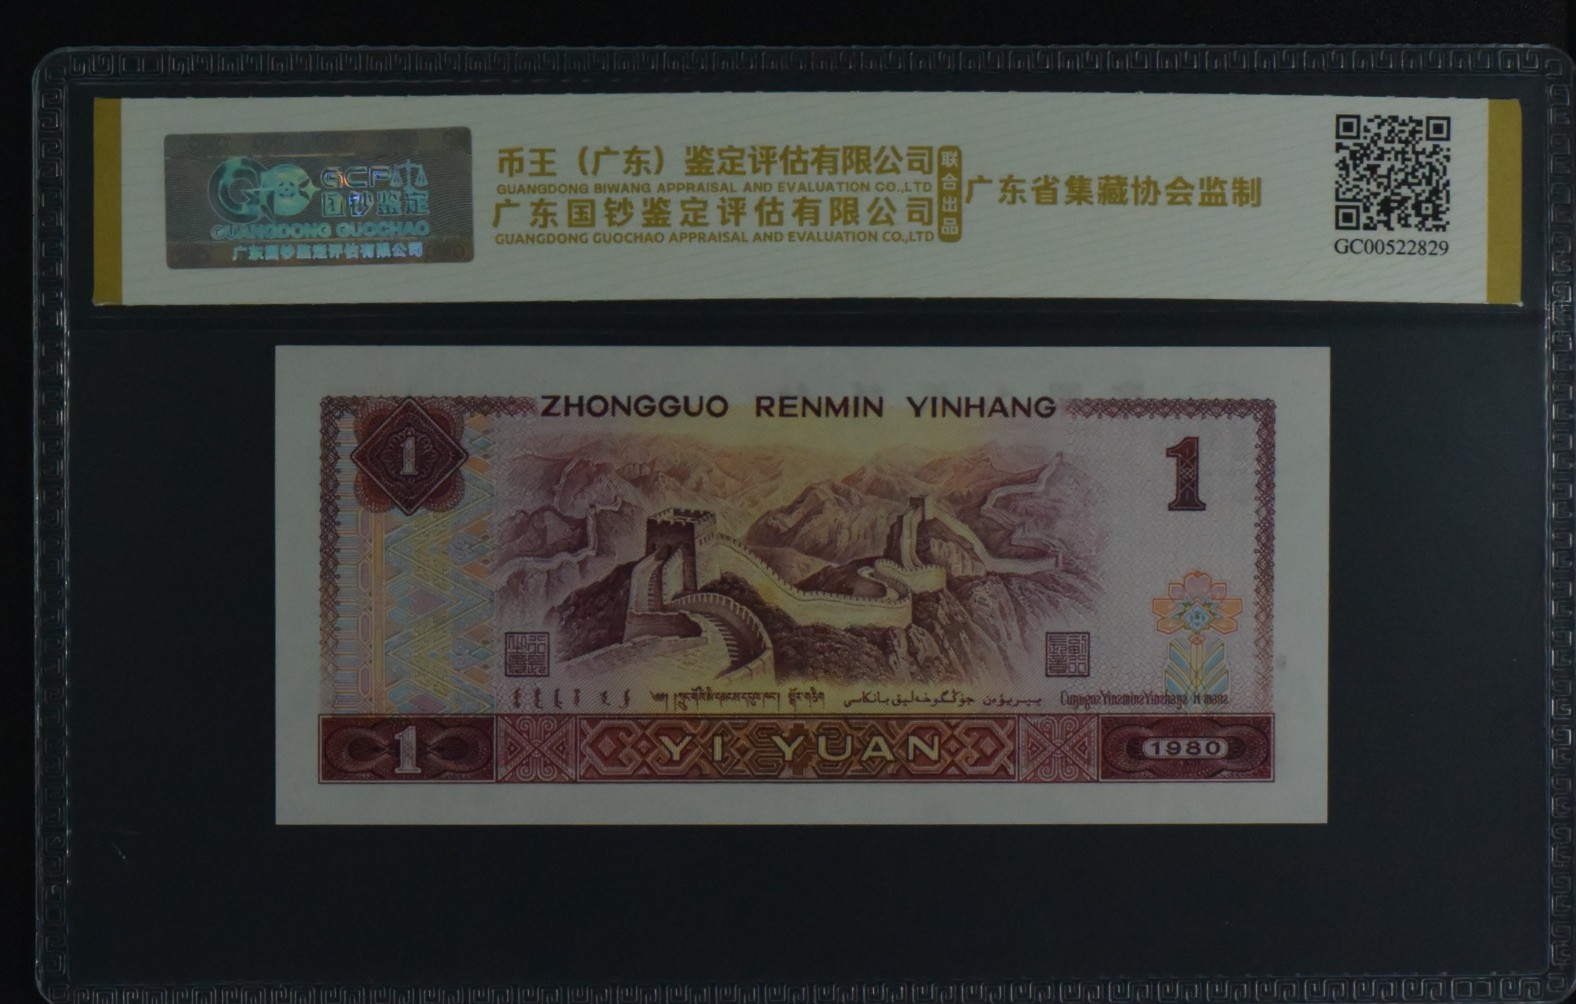 GCP
国钞鉴定
GUANGDONG GUOCHAO
广东国钞鉴定评估有限公司
币王（广东）鉴定评估有限公司
GUANGDONG BIWANG APPRAISAL AND EVALUATION CO.,LTD
广东国钞鉴定评估有限公司
GUANGDONG GUOCHAO APPRAISAL AND EVALUATION CO.,LTD
联合出品
广东省集藏协会监制
GC00522829
ZHONGGUO RENMIN YINHANG
1
1
1
YI YUAN
1980